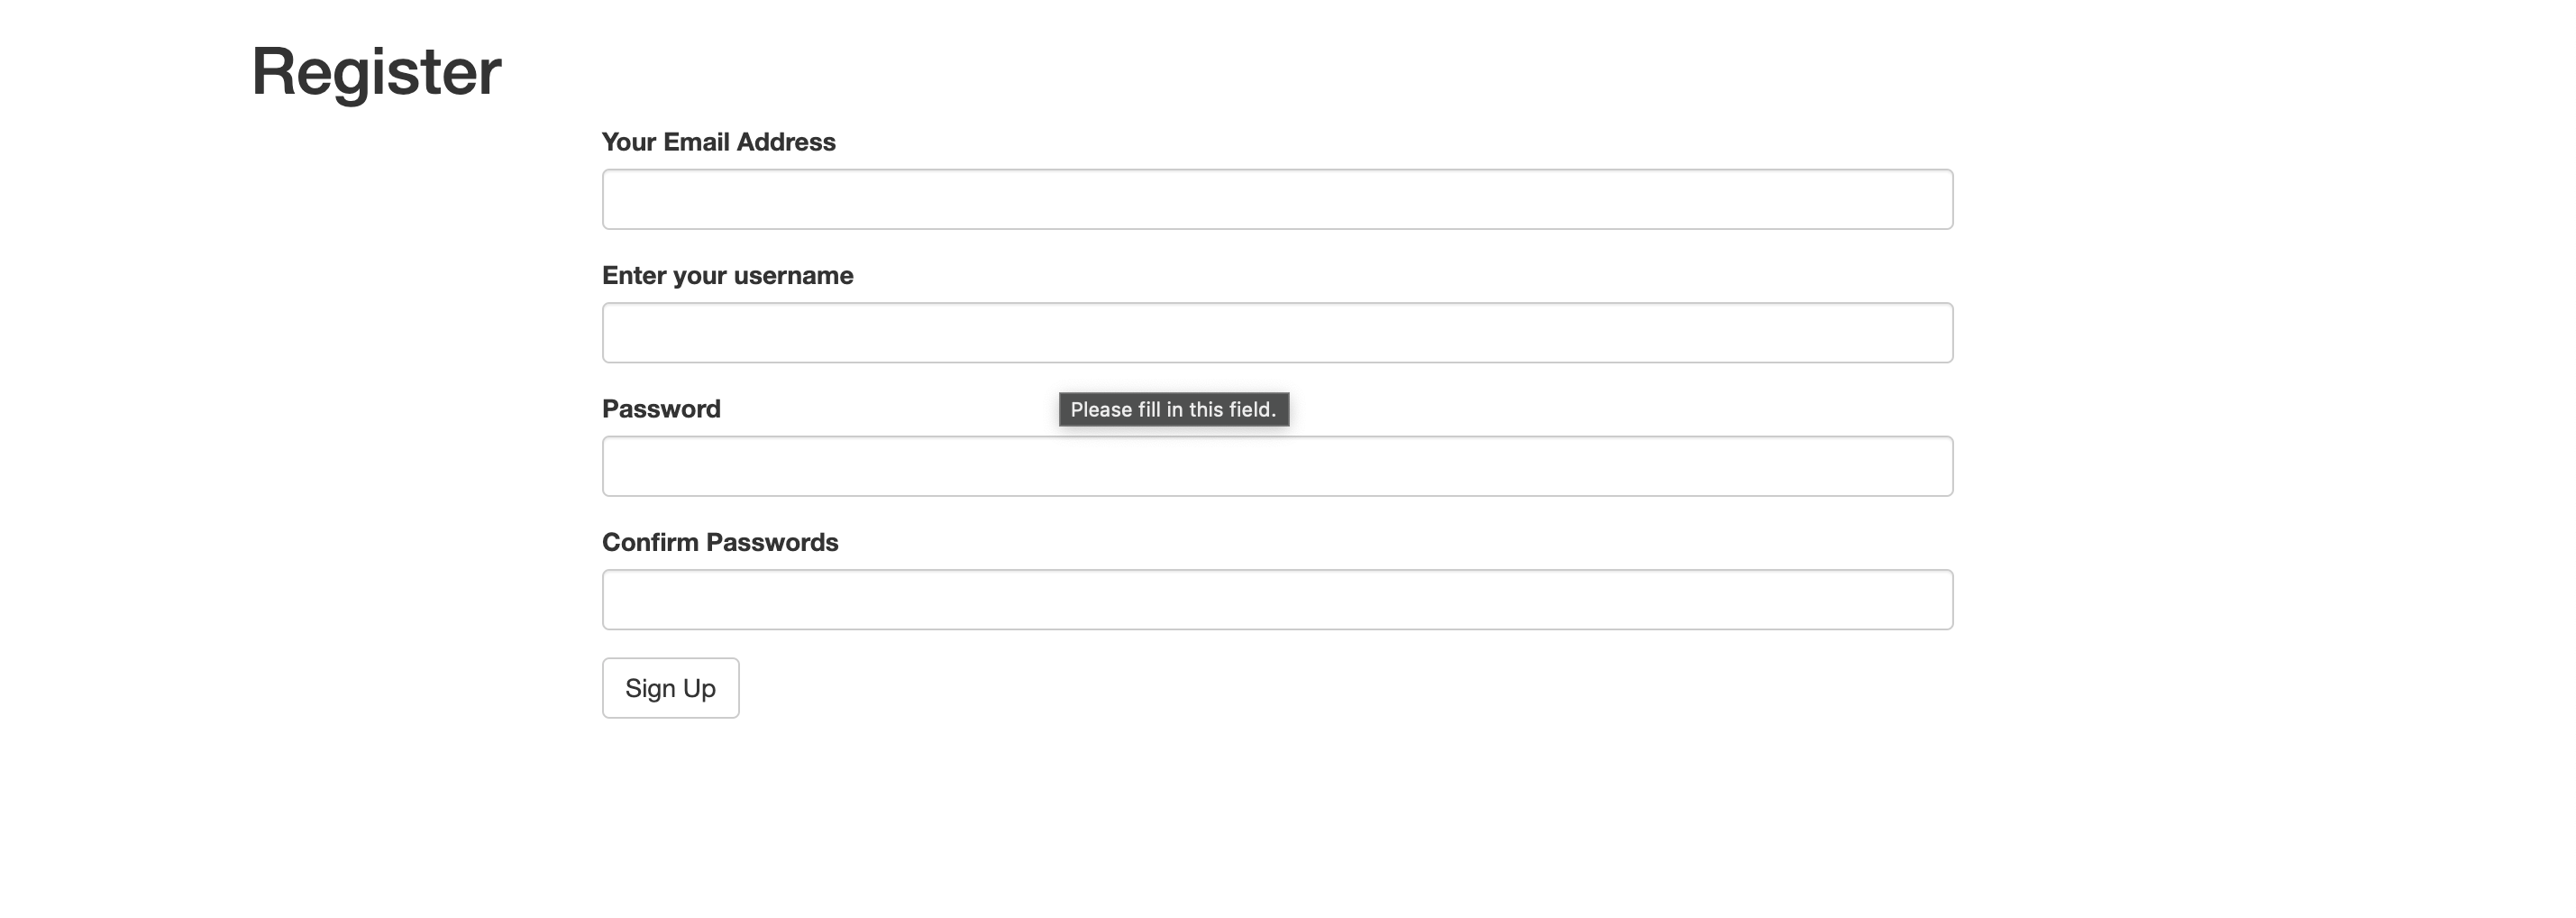 Register
Your Email Address
Enter your username
Password
Please fill in this field.
Confirm Passwords
Sign Up